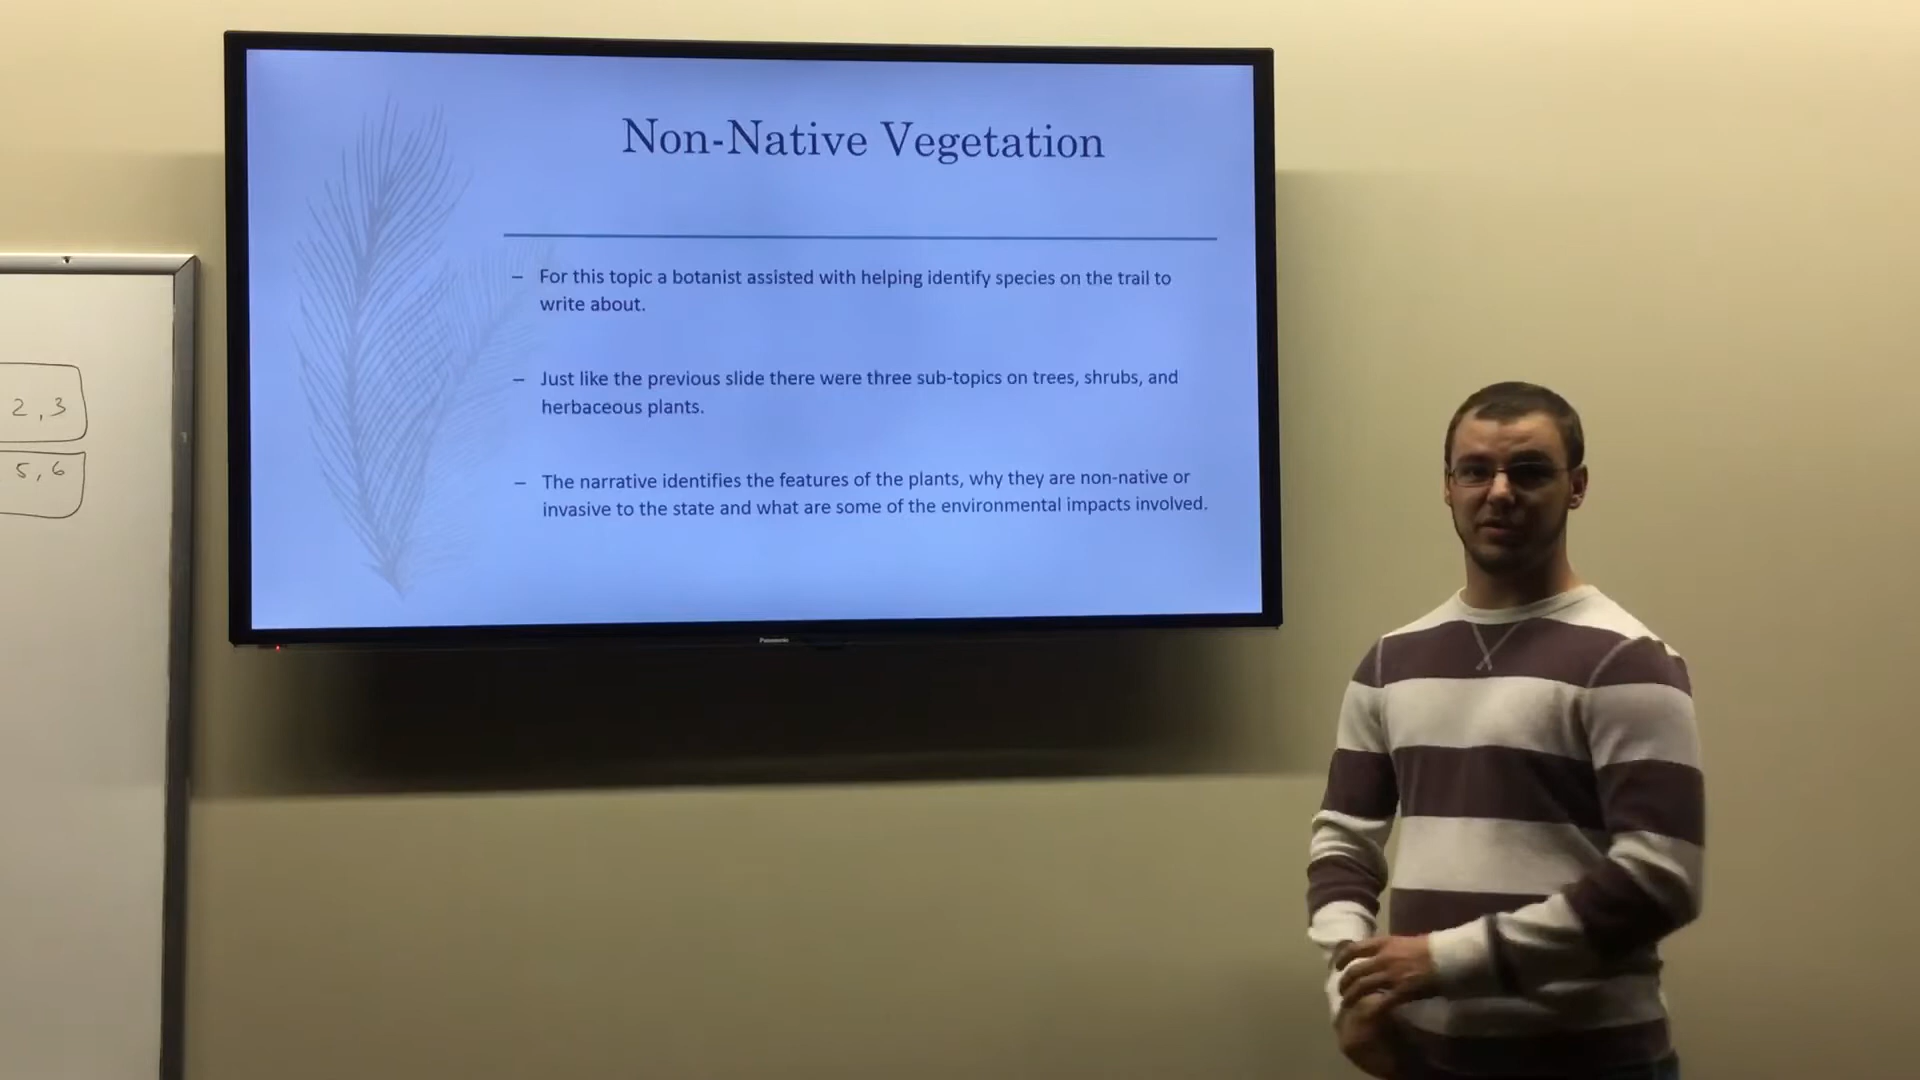 Non-Native Vegetation
– For this topic a botanist assisted with helping identify species on the trail to
write about.
– Just like the previous slide there were three sub-topics on trees, shrubs, and
herbaceous plants.
– The narrative identifies the features of the plants, why they are non-native or
invasive to the state and what are some of the environmental impacts involved.
Panasonic
2, 3
5, 6